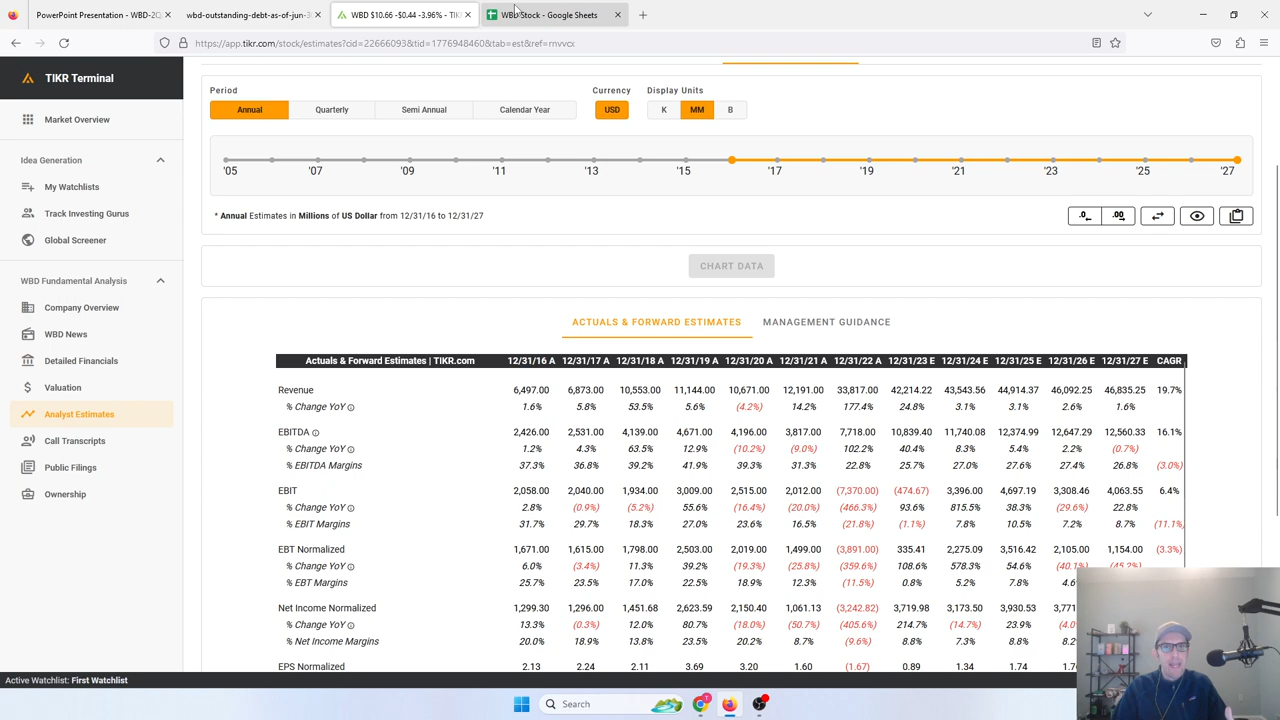 PowerPoint Presentation - WBD-2Q
wbd-outstanding-debt-as-of-jun-3
WBD $10.66 -$0.44 -3.96% - TIK
WBD Stock - Google Sheets
https://app.tikr.com/stock/estimates?cid=22666093&tid=1776948460&tab=est&ref=rnvvcx
TIKR Terminal
Market Overview
Idea Generation
My Watchlists
Track Investing Gurus
Global Screener
WBD Fundamental Analysis
Company Overview
WBD News
Detailed Financials
Valuation
Analyst Estimates
Call Transcripts
Public Filings
Ownership
Period Currency Display Units
Annual Quarterly Semi Annual Calendar Year USD K MM B
'05 '07 '09 '11 '13 '15 '17 '19 '21 '23 '25 '27
* Annual Estimates in Millions of US Dollar from 12/31/16 to 12/31/27
.0 .00
CHART DATA
ACTUALS & FORWARD ESTIMATES MANAGEMENT GUIDANCE
Actuals & Forward Estimates | TIKR.com 12/31/16 A 12/31/17 A 12/31/18 A 12/31/19 A 12/31/20 A 12/31/21 A 12/31/22 A 12/31/23 E 12/31/24 E 12/31/25 E 12/31/26 E 12/31/27 E CAGR
Revenue 6,497.00 6,873.00 10,553.00 11,144.00 10,671.00 12,191.00 33,817.00 42,214.22 43,543.56 44,914.37 46,092.25 46,835.25 19.7%
% Change YoY 1.6% 5.8% 53.5% 5.6% (4.2%) 14.2% 177.4% 24.8% 3.1% 3.1% 2.6% 1.6%
EBITDA 2,426.00 2,531.00 4,139.00 4,671.00 4,196.00 3,817.00 7,718.00 10,839.40 11,740.08 12,374.99 12,647.29 12,560.33 16.1%
% Change YoY 1.2% 4.3% 63.5% 12.9% (10.2%) (9.0%) 102.2% 40.4% 8.3% 5.4% 2.2% (0.7%)
% EBITDA Margins 37.3% 36.8% 39.2% 41.9% 39.3% 31.3% 22.8% 25.7% 27.0% 27.6% 27.4% 26.8% (3.0%)
EBIT 2,058.00 2,040.00 1,934.00 3,009.00 2,515.00 2,012.00 (7,370.00) (474.67) 3,396.00 4,697.19 3,308.46 4,063.55 6.4%
% Change YoY 2.8% (0.9%) (5.2%) 55.6% (16.4%) (20.0%) (466.3%) 93.6% 815.5% 38.3% (29.6%) 22.8%
% EBIT Margins 31.7% 29.7% 18.3% 27.0% 23.6% 16.5% (21.8%) (1.1%) 7.8% 10.5% 7.2% 8.7% (11.1%)
EBT Normalized 1,671.00 1,615.00 1,798.00 2,503.00 2,019.00 1,499.00 (3,891.00) 335.41 2,275.09 3,516.42 2,105.00 1,154.00 (3.3%)
% Change YoY 6.0% (3.4%) 11.3% 39.2% (19.3%) (25.8%) (359.6%) 108.6% 578.3% 54.6% (40.1%) (45.2%)
% EBT Margins 25.7% 23.5% 17.0% 22.5% 18.9% 12.3% (11.5%) 0.8% 5.2% 7.8% 4.6
Net Income Normalized 1,299.30 1,296.00 1,451.68 2,623.59 2,150.40 1,061.13 (3,242.82) 3,719.98 3,173.50 3,930.53 3,771
% Change YoY 13.3% (0.3%) 12.0% 80.7% (18.0%) (50.7%) (405.6%) 214.7% (14.7%) 23.9% (4.0
% Net Income Margins 20.0% 18.9% 13.8% 23.5% 20.2% 8.7% (9.6%) 8.8% 7.3% 8.8% 8.2
EPS Normalized 2.13 2.24 2.11 3.69 3.20 1.60 (1.67) 0.89 1.34 1.74 1.7
Active Watchlist: First Watchlist
Search